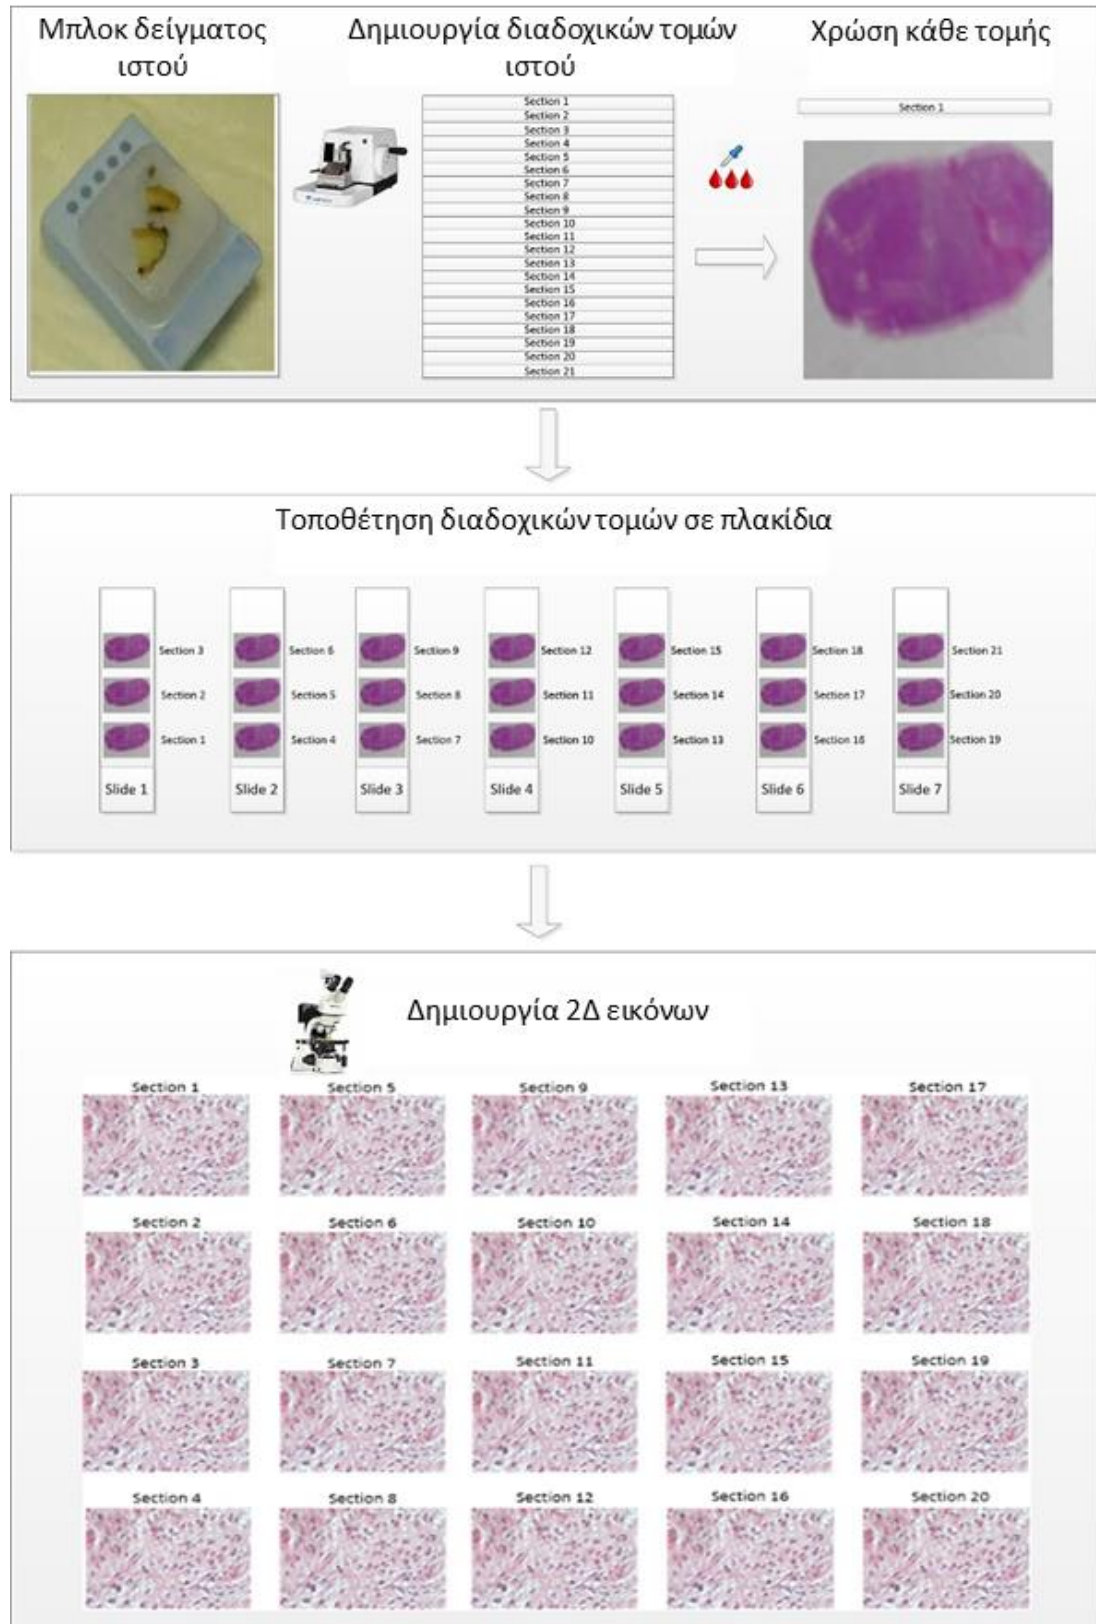 Μπλοκ δείγματος
ιστού
Δημιουργία διαδοχικών τομών
ιστού
Χρώση κάθε τομής
Section 1
Section 2
Section 3
Section 4
Section 5
Section 6
Section 7
Section 8
Section 9
Section 10
Section 11
Section 12
Section 13
Section 14
Section 15
Section 16
Section 17
Section 18
Section 19
Section 20
Section 21
Section 1
Τοποθέτηση διαδοχικών τομών σε πλακίδια
Section 3 Section 6 Section 9 Section 12 Section 15 Section 18 Section 21
Section 2 Section 5 Section 8 Section 11 Section 14 Section 17 Section 20
Section 1 Section 4 Section 7 Section 10 Section 13 Section 16 Section 19
Slide 1 Slide 2 Slide 3 Slide 4 Slide 5 Slide 6 Slide 7
Δημιουργία 2Δ εικόνων
Section 1 Section 5 Section 9 Section 13 Section 17
Section 2 Section 6 Section 10 Section 14 Section 18
Section 3 Section 7 Section 11 Section 15 Section 19
Section 4 Section 8 Section 12 Section 16 Section 20